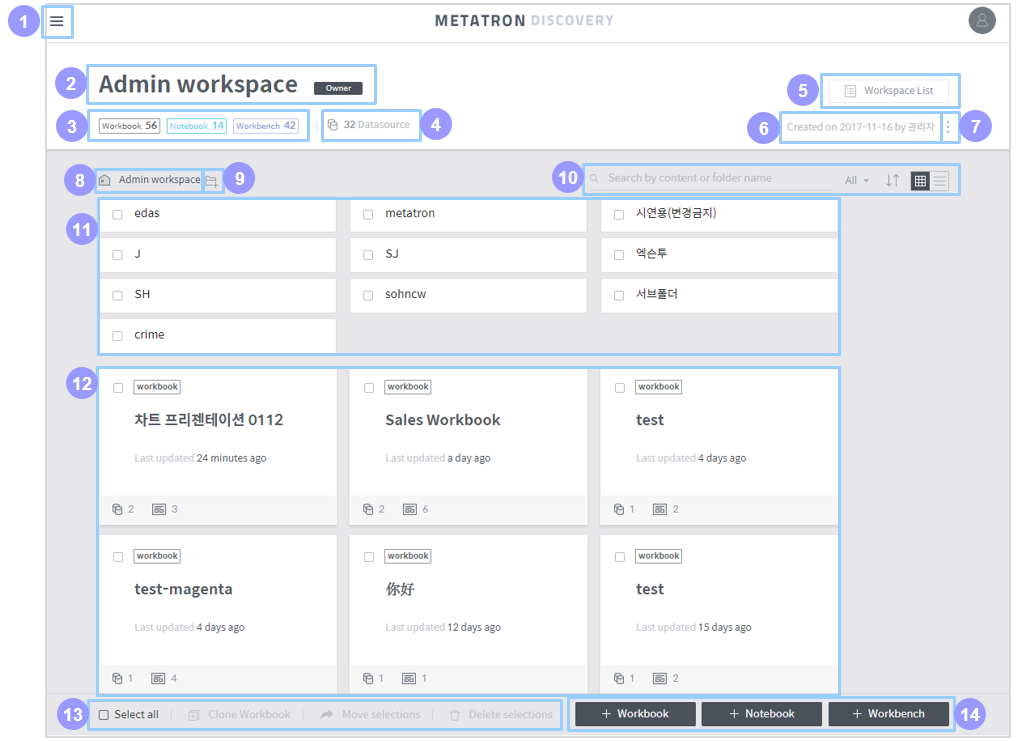 1
METATRON DISCOVERY
2
Admin workspace Owner
5
Workspace List
3
Workbook 56 Notebook 14 Workbench 42
32 Datasource
4
6
Created on 2017-11-16 by 관리자
7
8
Admin workspace
9
10
Search by content or folder name All
11
edas metatron 시연용(변경금지)
J SJ 엑슨투
SH sohncw 서브폴더
crime
12
workbook workbook workbook
차트 프리젠테이션 0112 Sales Workbook test
Last updated 24 minutes ago Last updated a day ago Last updated 4 days ago
2 3 2 6 1 2
workbook workbook workbook
test-magenta 你好 test
Last updated 4 days ago Last updated 12 days ago Last updated 15 days ago
1 4 1 1 1 2
13
Select all Clone Workbook Move selections Delete selections
+ Workbook + Notebook + Workbench
14